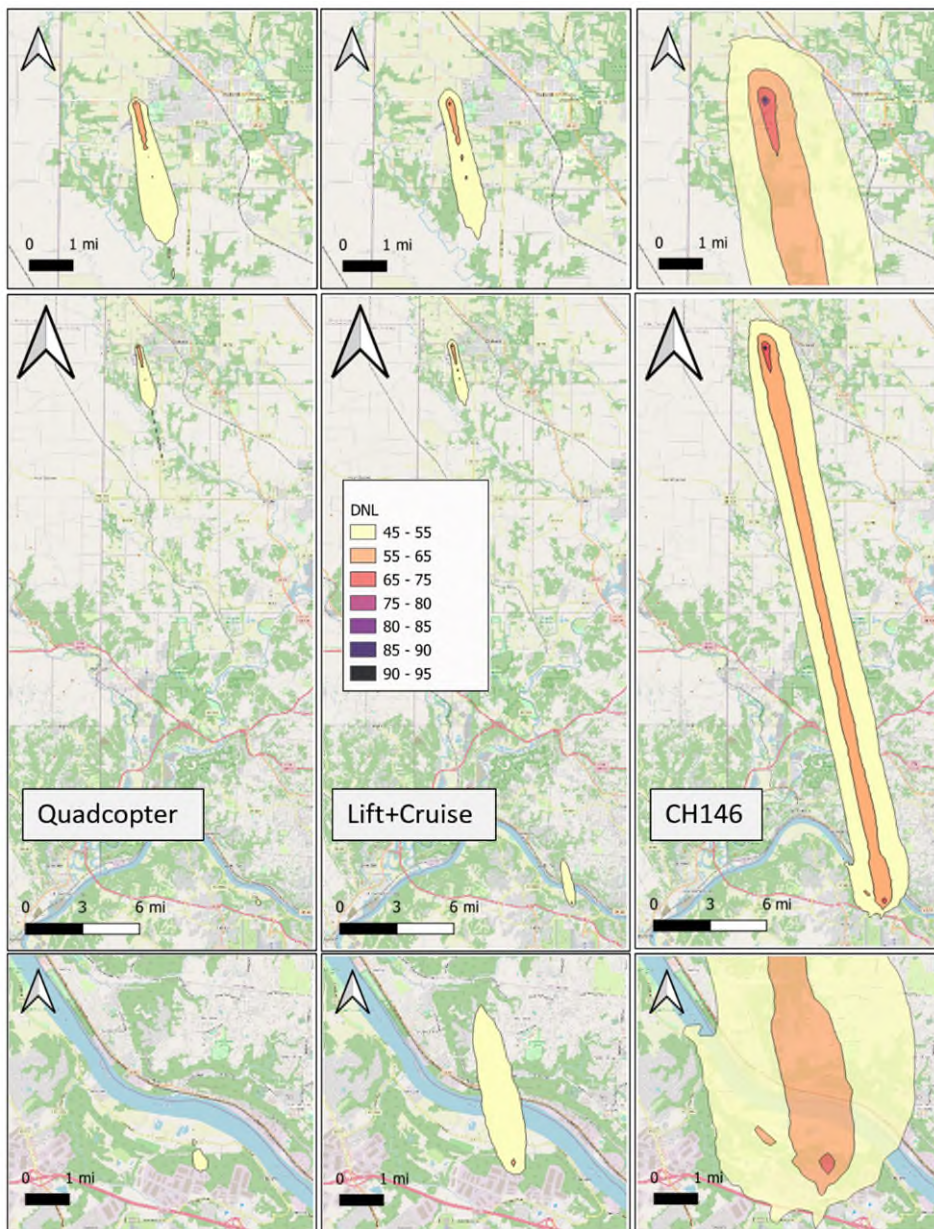 0 1 mi
0 1 mi
0 1 mi
DNL
45 - 55
55 - 65
65 - 75
75 - 80
80 - 85
85 - 90
90 - 95
Quadcopter
Lift+Cruise
CH146
0 3 6 mi
0 3 6 mi
0 3 6 mi
0 1 mi
0 1 mi
0 1 mi